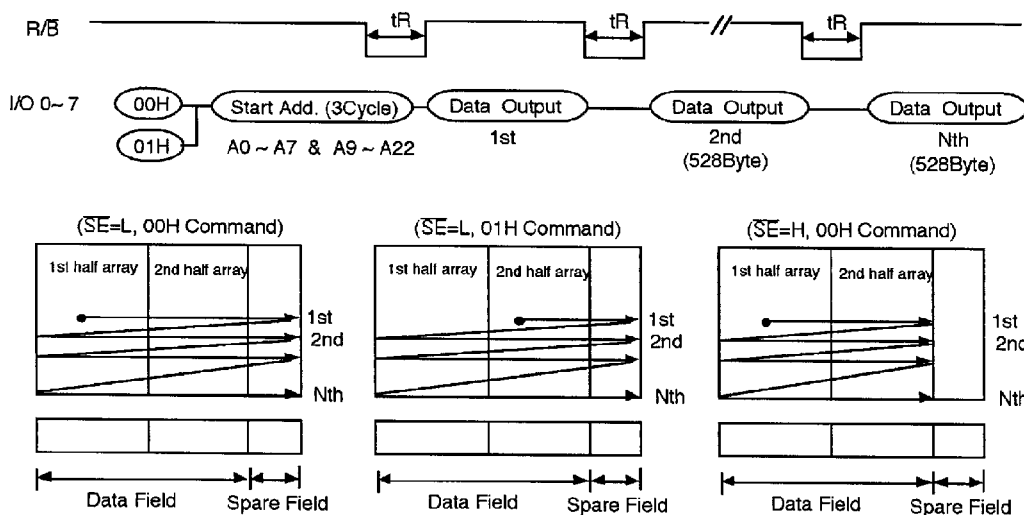 R/B̅ tR tR tR
I/O 0~7 00H Start Add. (3Cycle) Data Output Data Output Data Output
01H A0 ~ A7 & A9 ~ A22 1st 2nd Nth
(528Byte) (528Byte)
(S̅E̅=L, 00H Command) (S̅E̅=L, 01H Command) (S̅E̅=H, 00H Command)
1st half array 2nd half array 1st half array 2nd half array 1st half array 2nd half array
1st 1st 1st
2nd 2nd 2nd
Nth Nth Nth
Data Field Spare Field Data Field Spare Field Data Field Spare Field